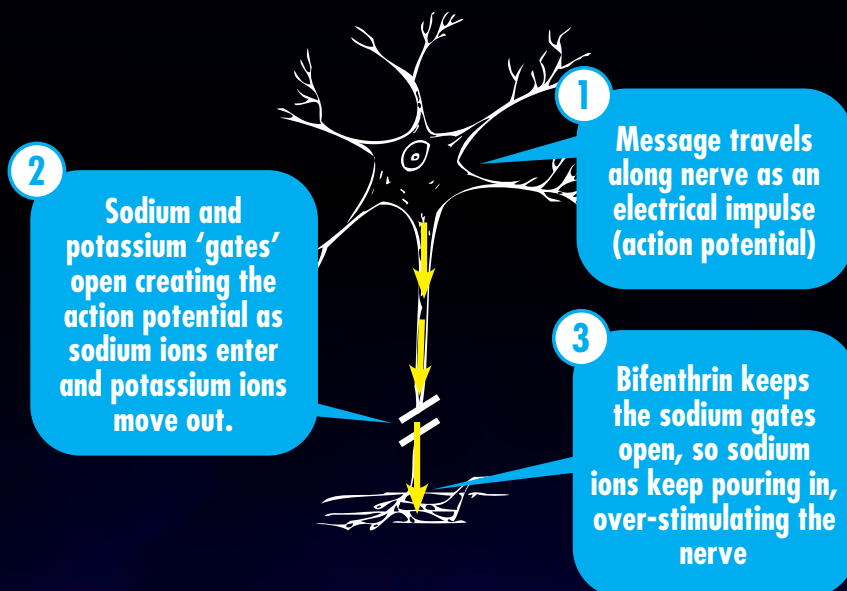 1
Message travels
along nerve as an
electrical impulse
(action potential)
2
Sodium and
potassium ‘gates’
open creating the
action potential as
sodium ions enter
and potassium ions
move out.
3
Bifenthrin keeps
the sodium gates
open, so sodium
ions keep pouring in,
over-stimulating the
nerve